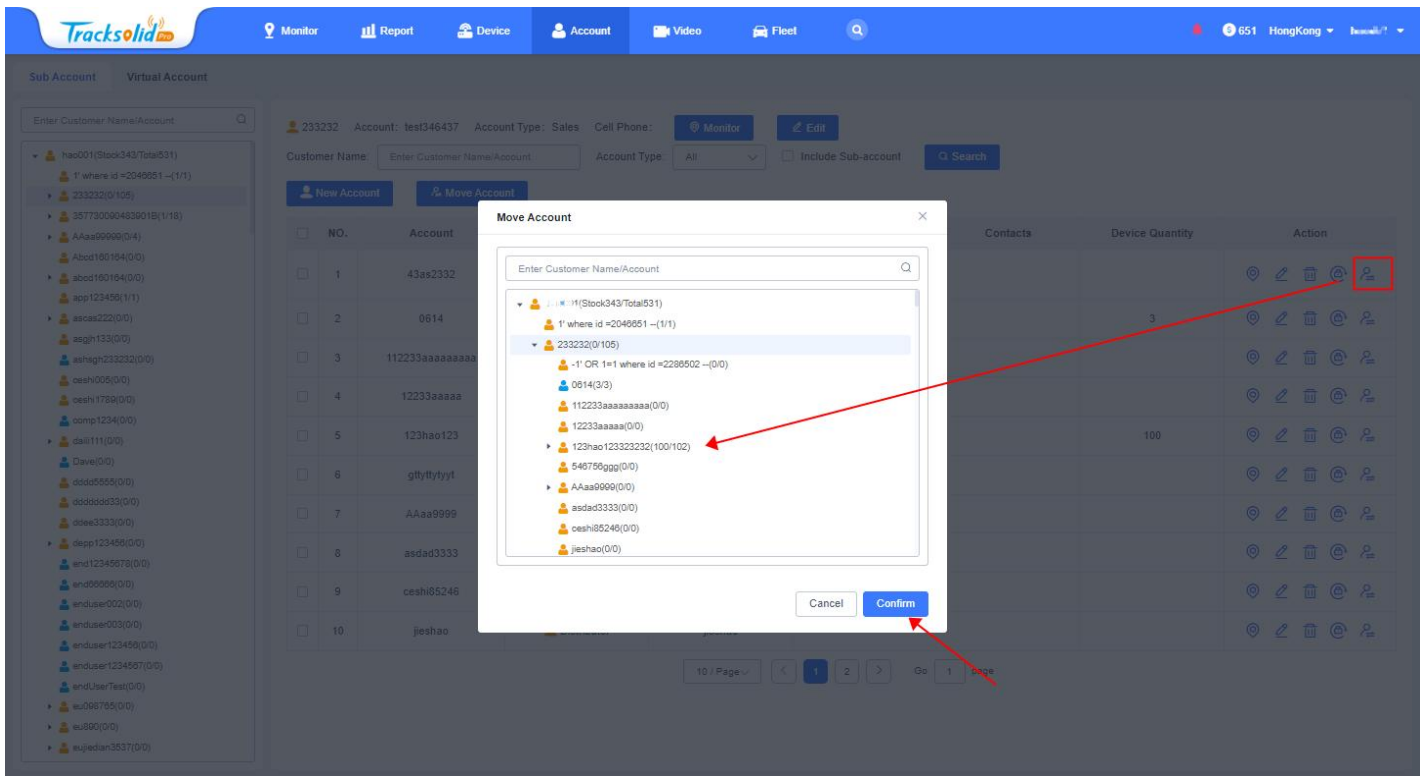 Tracksolid Pro
Monitor Report Device Account Video Fleet 651 HongKong
Sub Account Virtual Account
Enter Customer Name/Account
hao001(Stock343/Total531)
1' where id =2046651 --(1/1)
233232(0/105)
357730090483901B(1/18)
AAaa99999(0/4)
Abcd160164(0/0)
abcd160164(0/0)
app123456(1/1)
ascas222(0/0)
asgjh133(0/0)
ashsgh233232(0/0)
ceshi005(0/0)
ceshi1789(0/0)
comp1234(0/0)
daili111(0/0)
Dave(0/0)
dddd5555(0/0)
ddddddd33(0/0)
ddee3333(0/0)
depp123456(0/0)
end12345678(0/0)
end66666(0/0)
enduser002(0/0)
enduser003(0/0)
enduser123456(0/0)
enduser1234567(0/0)
endUserTest(0/0)
eu098765(0/0)
eu890(0/0)
eujiedian3537(0/0)
233232 Account: test346437 Account Type: Sales Cell Phone: Monitor Edit
Customer Name: Enter Customer Name/Account Account Type: All Include Sub-account Search
New Account Move Account
NO. Account Contacts Device Quantity Action
1 43as2332
2 0614 3
3 112233aaaaaaaaa
4 12233aaaaa
5 123hao123 100
6 gttyttytyyt
7 AAaa9999
8 asdad3333
9 ceshi85246
10 jieshao
10 / Page 1 2 Go 1 page
Move Account
Enter Customer Name/Account
(Stock343/Total531)
1' where id =2046651 --(1/1)
233232(0/105)
-1' OR 1=1 where id =2286502 --(0/0)
0614(3/3)
112233aaaaaaaaa(0/0)
12233aaaaa(0/0)
123hao123323232(100/102)
546756ggg(0/0)
AAaa9999(0/0)
asdad3333(0/0)
ceshi85246(0/0)
jieshao(0/0)
Cancel Confirm